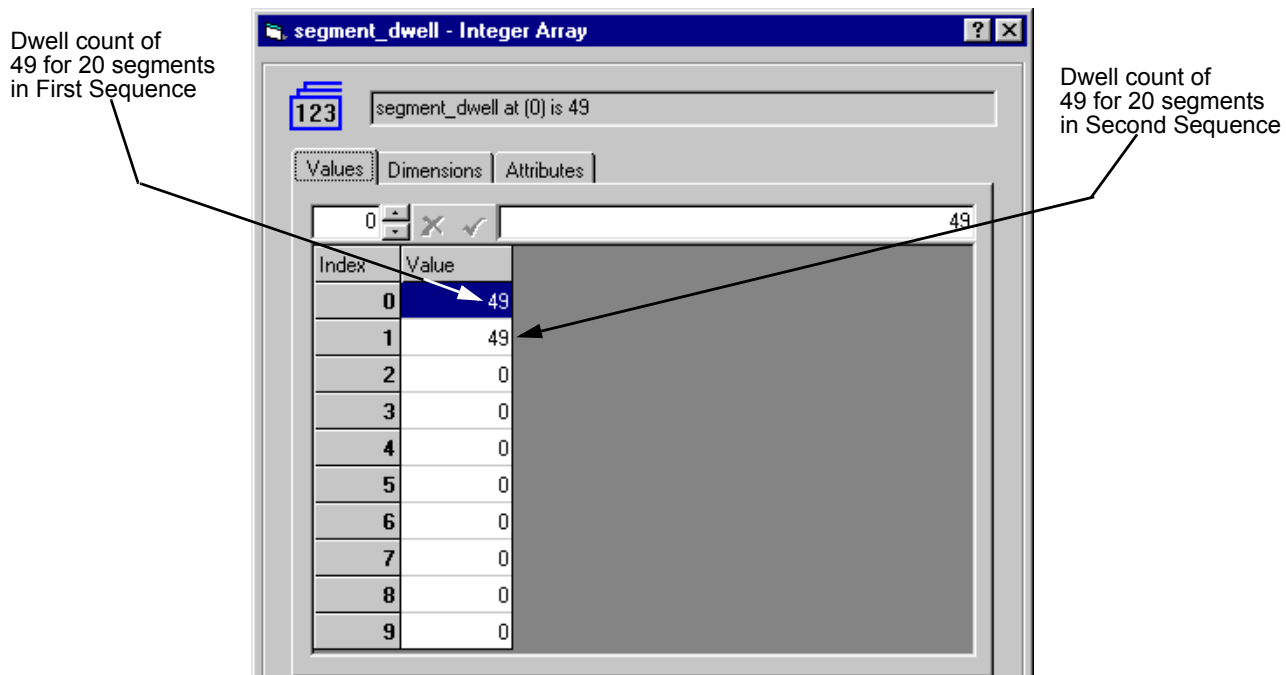 Dwell count of
49 for 20 segments
in First Sequence
segment_dwell - Integer Array
? X
123
segment_dwell at (0) is 49
Values Dimensions Attributes
0 49
Index Value
0 49
1 49
2 0
3 0
4 0
5 0
6 0
7 0
8 0
9 0
Dwell count of
49 for 20 segments
in Second Sequence